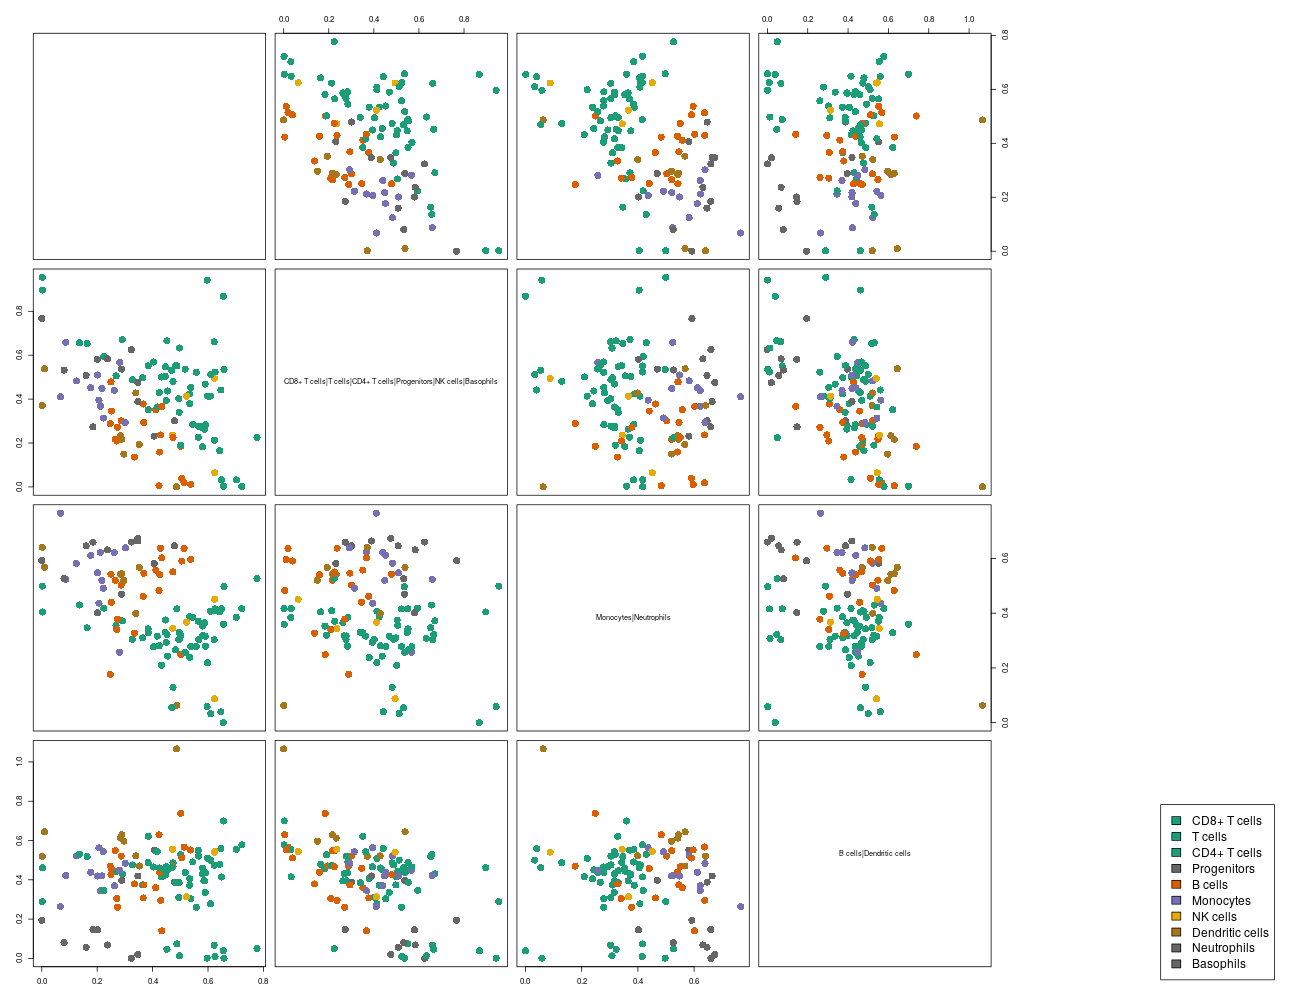 0.0 0.2 0.4 0.6 0.8
0.0 0.2 0.4 0.6 0.8 1.0
0.0 0.2 0.4 0.6 0.8
0.0 0.2 0.4 0.6 0.8
CD8+ T cells|T cells|CD4+ T cells|Progenitors|NK cells|Basophils
Monocytes|Neutrophils
0.0 0.2 0.4 0.6
0.0 0.2 0.4 0.6 0.8 1.0
B cells|Dendritic cells
0.0 0.2 0.4 0.6 0.8
0.0 0.2 0.4 0.6
CD8+ T cells
T cells
CD4+ T cells
Progenitors
B cells
Monocytes
NK cells
Dendritic cells
Neutrophils
Basophils